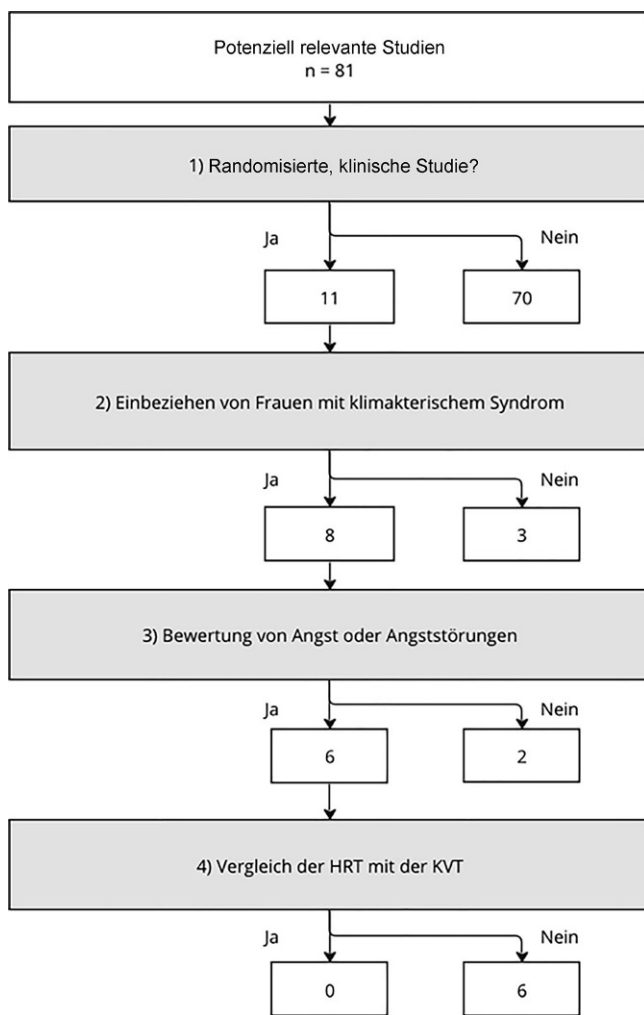 Potenziell relevante Studien
n = 81
1) Randomisierte, klinische Studie?
Ja
Nein
11
70
2) Einbeziehen von Frauen mit klimakterischem Syndrom
Ja
Nein
8
3
3) Bewertung von Angst oder Angststörungen
Ja
Nein
6
2
4) Vergleich der HRT mit der KVT
Ja
Nein
0
6